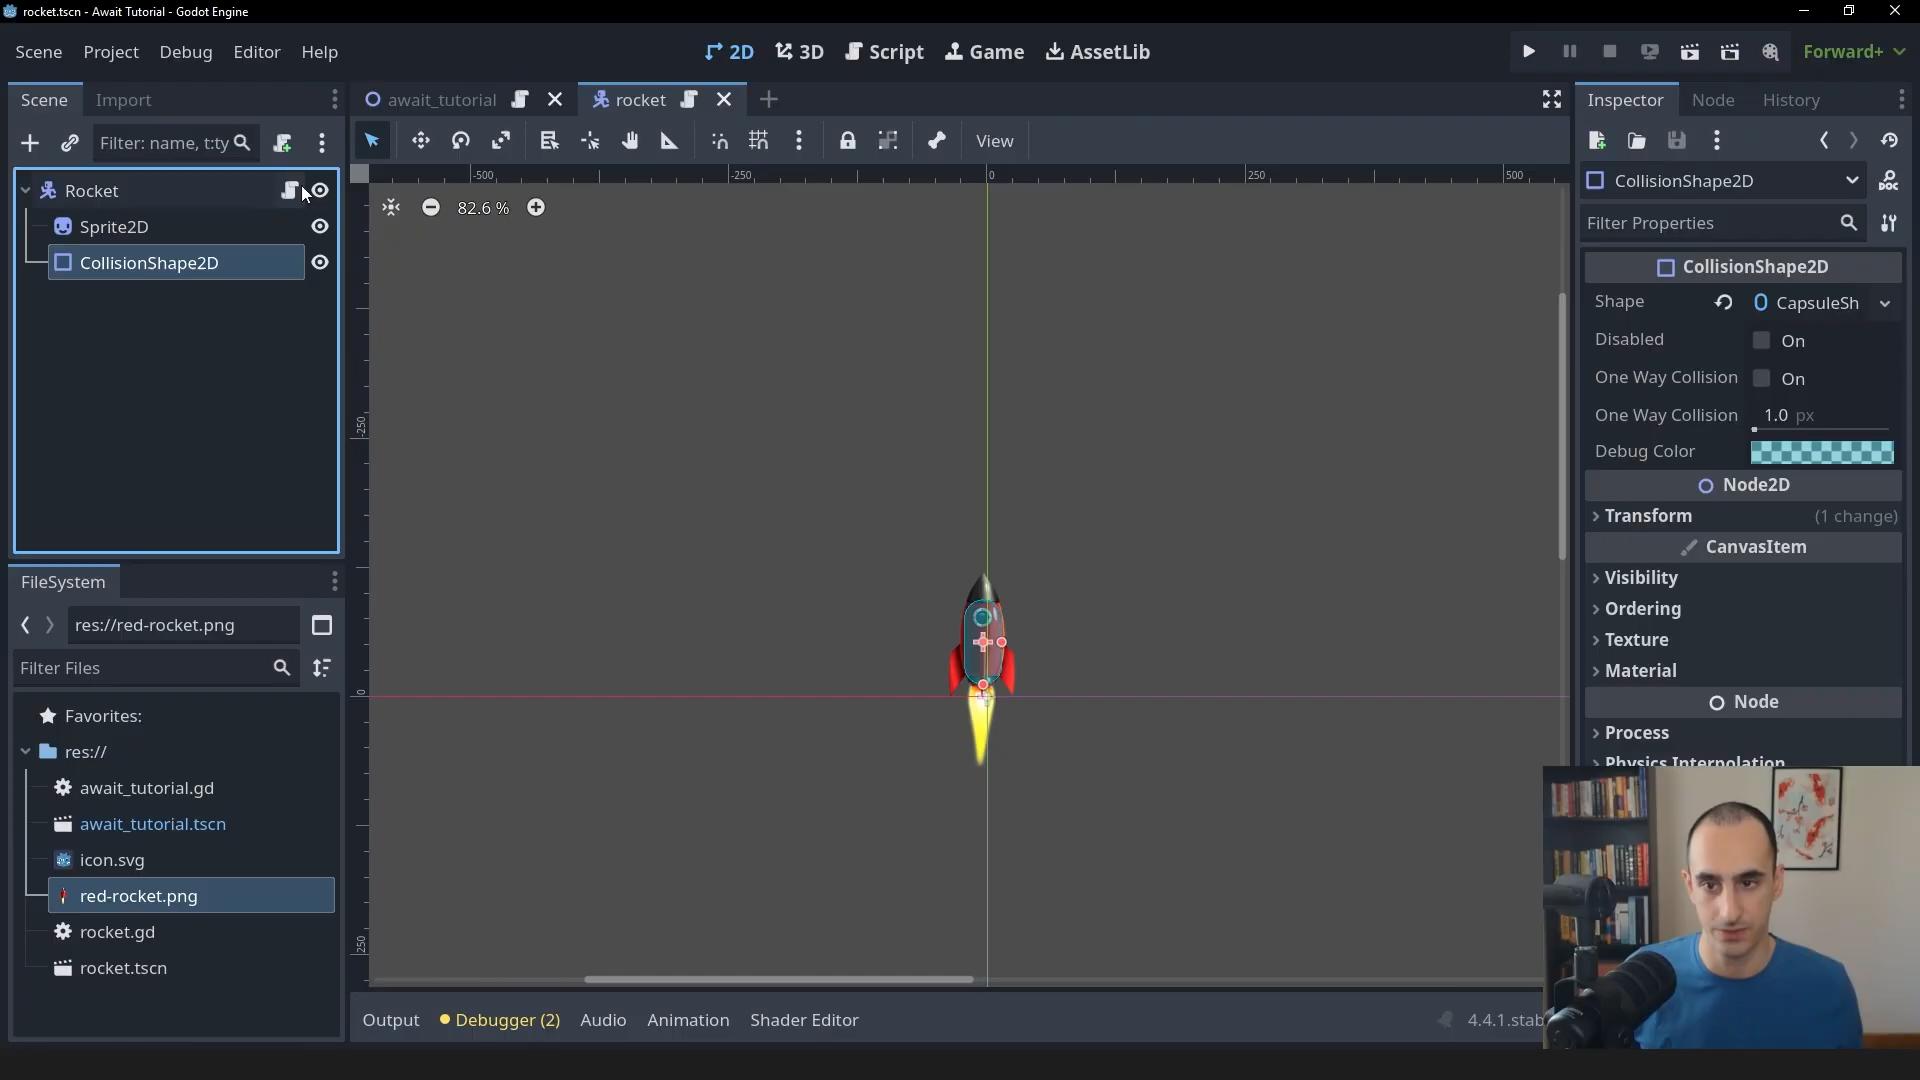 rocket.tscn - Await Tutorial - Godot Engine
Scene Project Debug Editor Help
2D 3D Script Game AssetLib
Forward+
Scene Import
await_tutorial rocket
Inspector Node History
Filter: name, t:ty
View
Rocket
Sprite2D
CollisionShape2D
-500 -250 0 250 500
82.6 %
-250
0
250
CollisionShape2D
Filter Properties
CollisionShape2D
Shape CapsuleSh
Disabled On
One Way Collision On
One Way Collision 1.0 px
Debug Color
Node2D
Transform (1 change)
CanvasItem
Visibility
Ordering
Texture
Material
Node
Process
Physics Interpolation
FileSystem
res://red-rocket.png
Filter Files
Favorites:
res://
await_tutorial.gd
await_tutorial.tscn
icon.svg
red-rocket.png
rocket.gd
rocket.tscn
Output Debugger (2) Audio Animation Shader Editor
4.4.1.stab